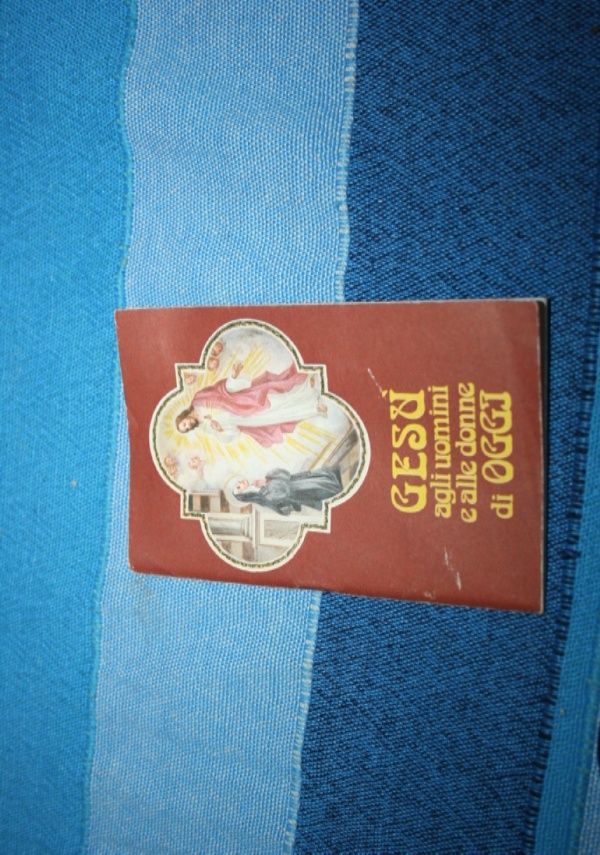 GESÙ
agli uomini
e alle donne
di OGGI